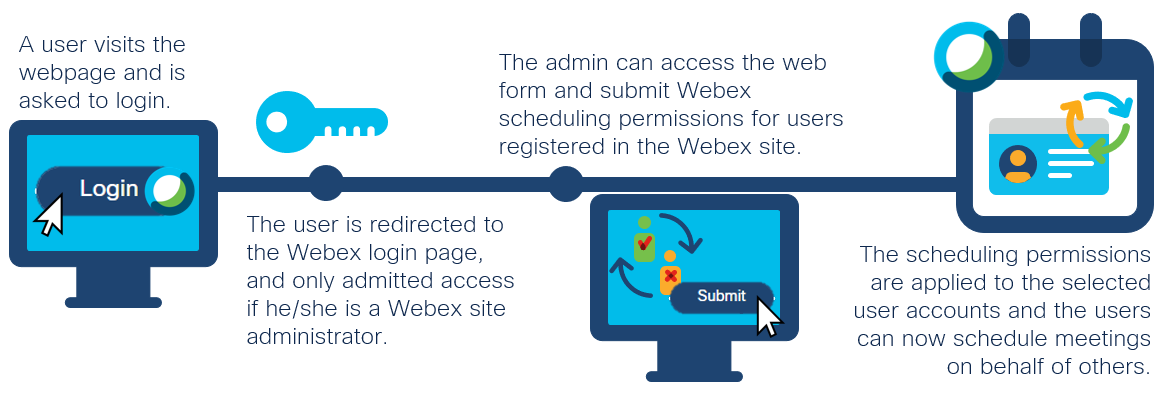 A user visits the
webpage and is
asked to login.
Login
The user is redirected to
the Webex login page,
and only admitted access
if he/she is a Webex site
administrator.
The admin can access the web
form and submit Webex
scheduling permissions for users
registered in the Webex site.
Submit
The scheduling permissions
are applied to the selected
user accounts and the users
can now schedule meetings
on behalf of others.